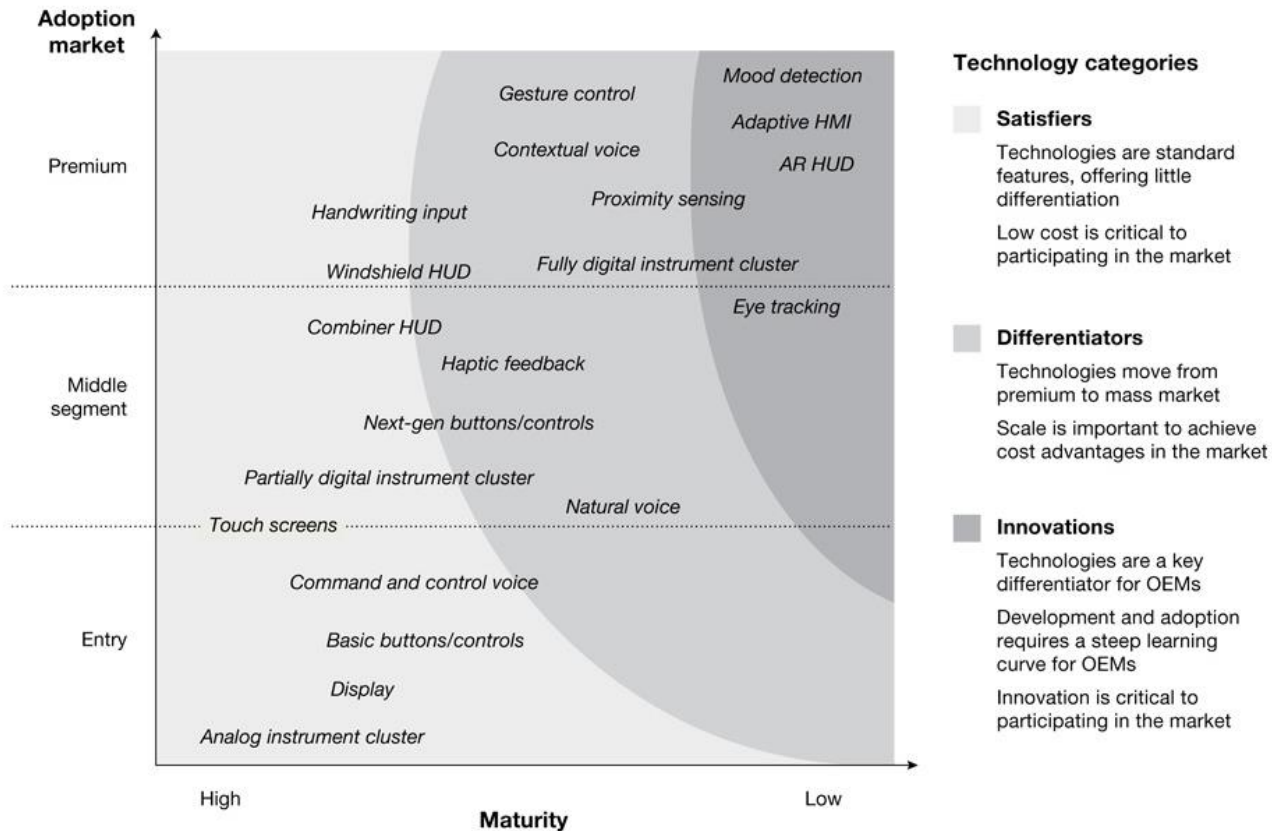 Adoption
market
Premium
Middle
segment
Entry
Mood detection
Gesture control
Adaptive HMI
Contextual voice
AR HUD
Proximity sensing
Handwriting input
Fully digital instrument cluster
Windshield HUD
Eye tracking
Combiner HUD
Haptic feedback
Next-gen buttons/controls
Partially digital instrument cluster
Natural voice
Touch screens
Command and control voice
Basic buttons/controls
Display
Analog instrument cluster
High
Low
Maturity
Technology categories
Satisfiers
Technologies are standard
features, offering little
differentiation
Low cost is critical to
participating in the market
Differentiators
Technologies move from
premium to mass market
Scale is important to achieve
cost advantages in the market
Innovations
Technologies are a key
differentiator for OEMs
Development and adoption
requires a steep learning
curve for OEMs
Innovation is critical to
participating in the market